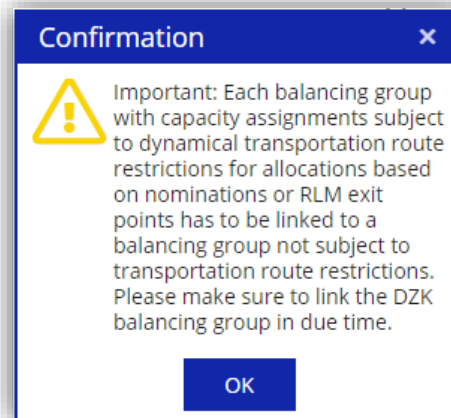 Confirmation ×
Important: Each balancing group
with capacity assignments subject
to dynamical transportation route
restrictions for allocations based
on nominations or RLM exit
points has to be linked to a
balancing group not subject to
transportation route restrictions.
Please make sure to link the DZK
balancing group in due time.
OK